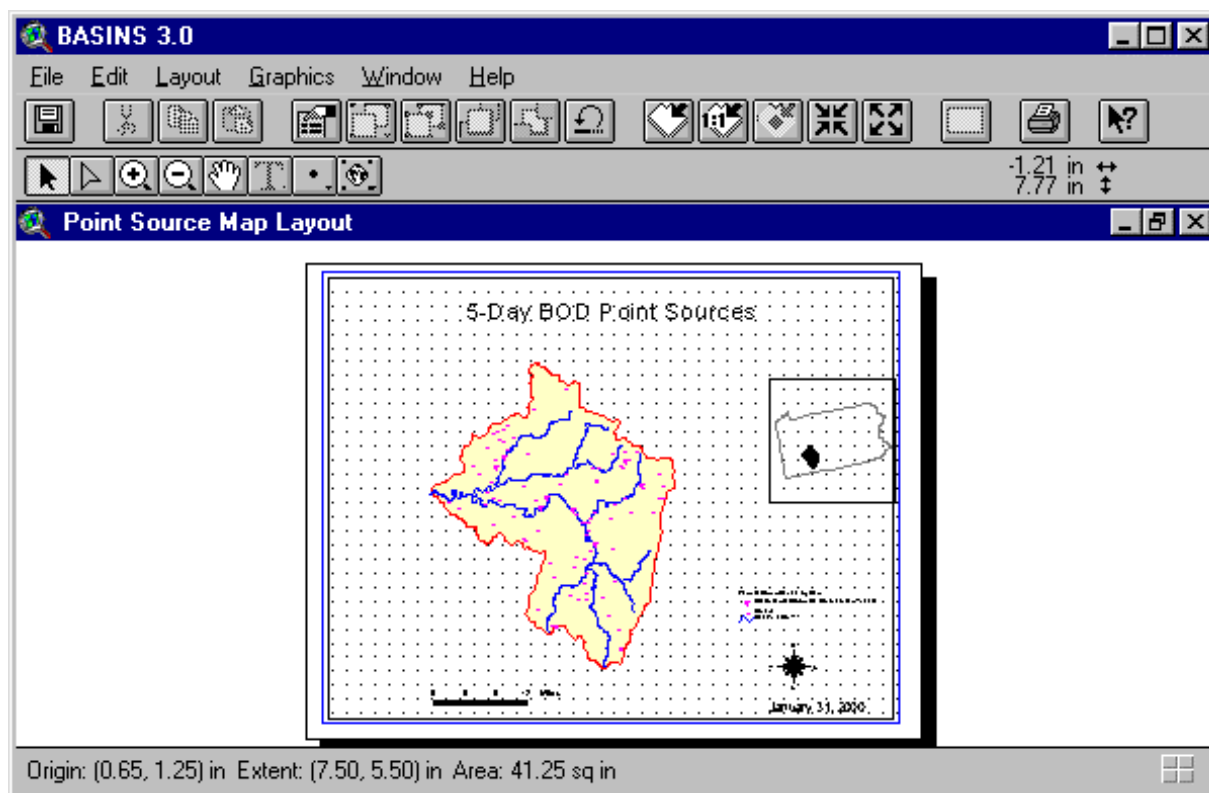 BASINS 3.0
File Edit Layout Graphics Window Help
1:1
?
T
-1.21 in
7.77 in
Point Source Map Layout
5-Day BOD Point Sources
January 31, 2000
Origin: (0.65, 1.25) in Extent: (7.50, 5.50) in Area: 41.25 sq in